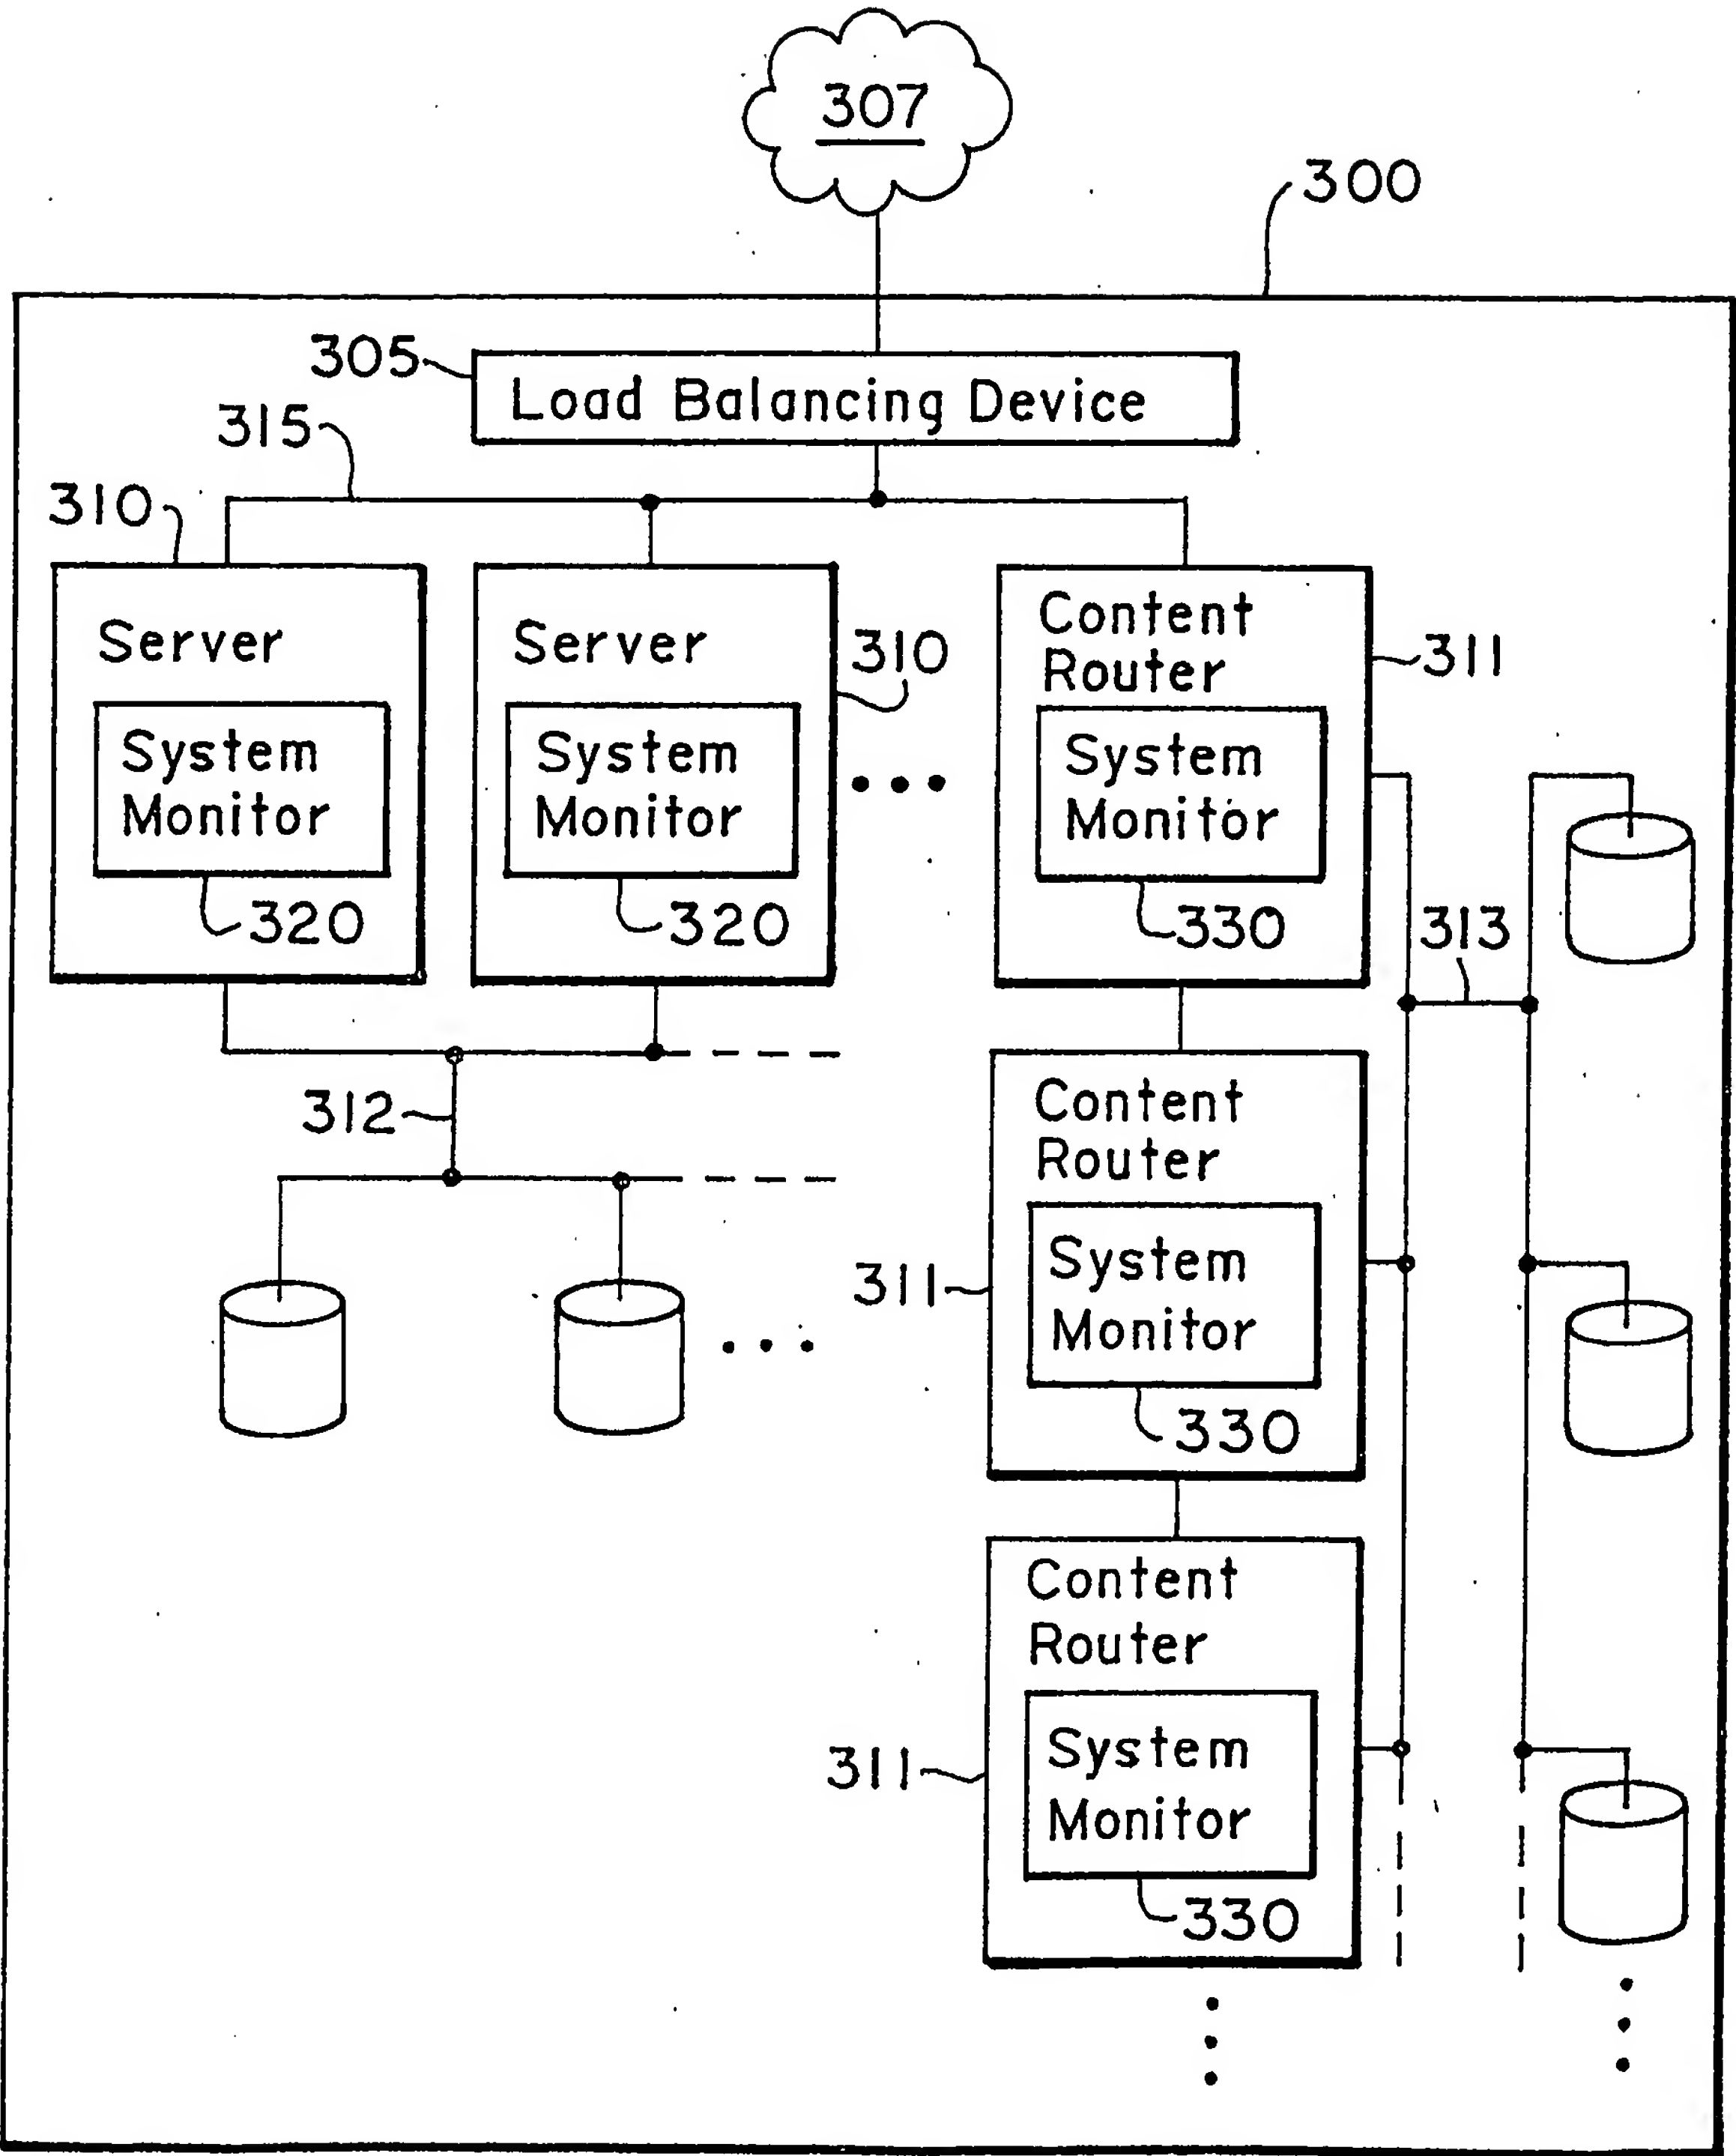 307
300
305
Load Balancing Device
315
310
Server
System
Monitor
320
Server
310
System
Monitor
320
Content
Router
311
System
Monitor
330
313
312
Content
Router
311
System
Monitor
330
Content
Router
311
System
Monitor
330